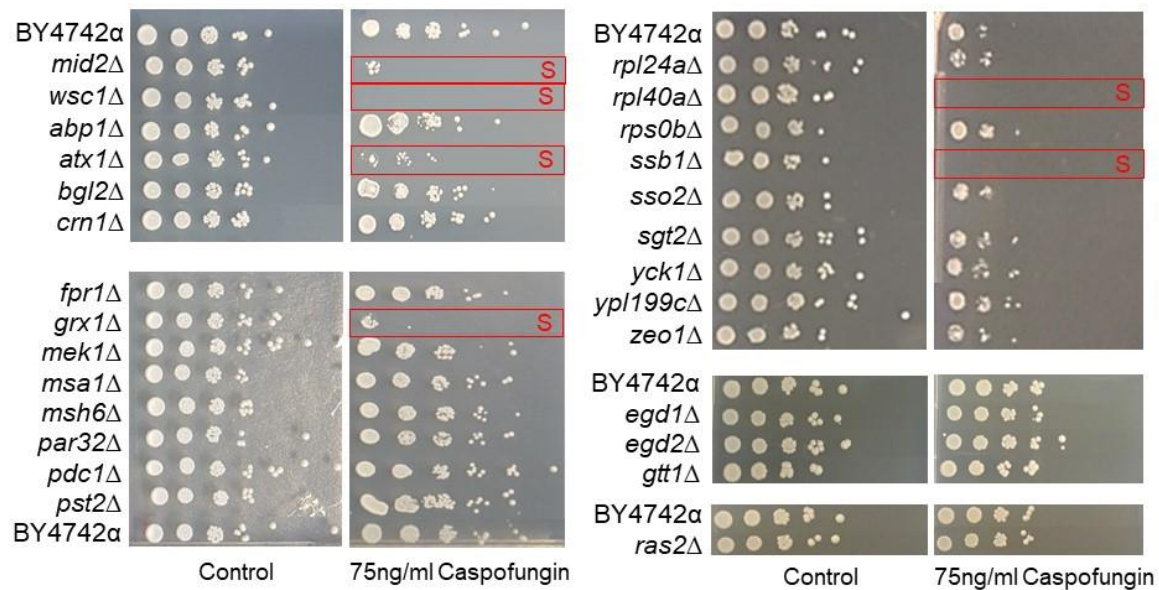 BY4742α
mid2Δ
S
wsc1Δ
S
abp1Δ
atx1Δ
S
bgl2Δ
crn1Δ
fpr1Δ
grx1Δ
S
mek1Δ
msa1Δ
msh6Δ
par32Δ
pdc1Δ
pst2Δ
BY4742α
Control
75ng/ml Caspofungin
BY4742α
rpl24aΔ
rpl40aΔ
S
rps0bΔ
ssb1Δ
S
sso2Δ
sgt2Δ
yck1Δ
ypl199cΔ
zeo1Δ
BY4742α
egd1Δ
egd2Δ
gtt1Δ
BY4742α
ras2Δ
Control
75ng/ml Caspofungin